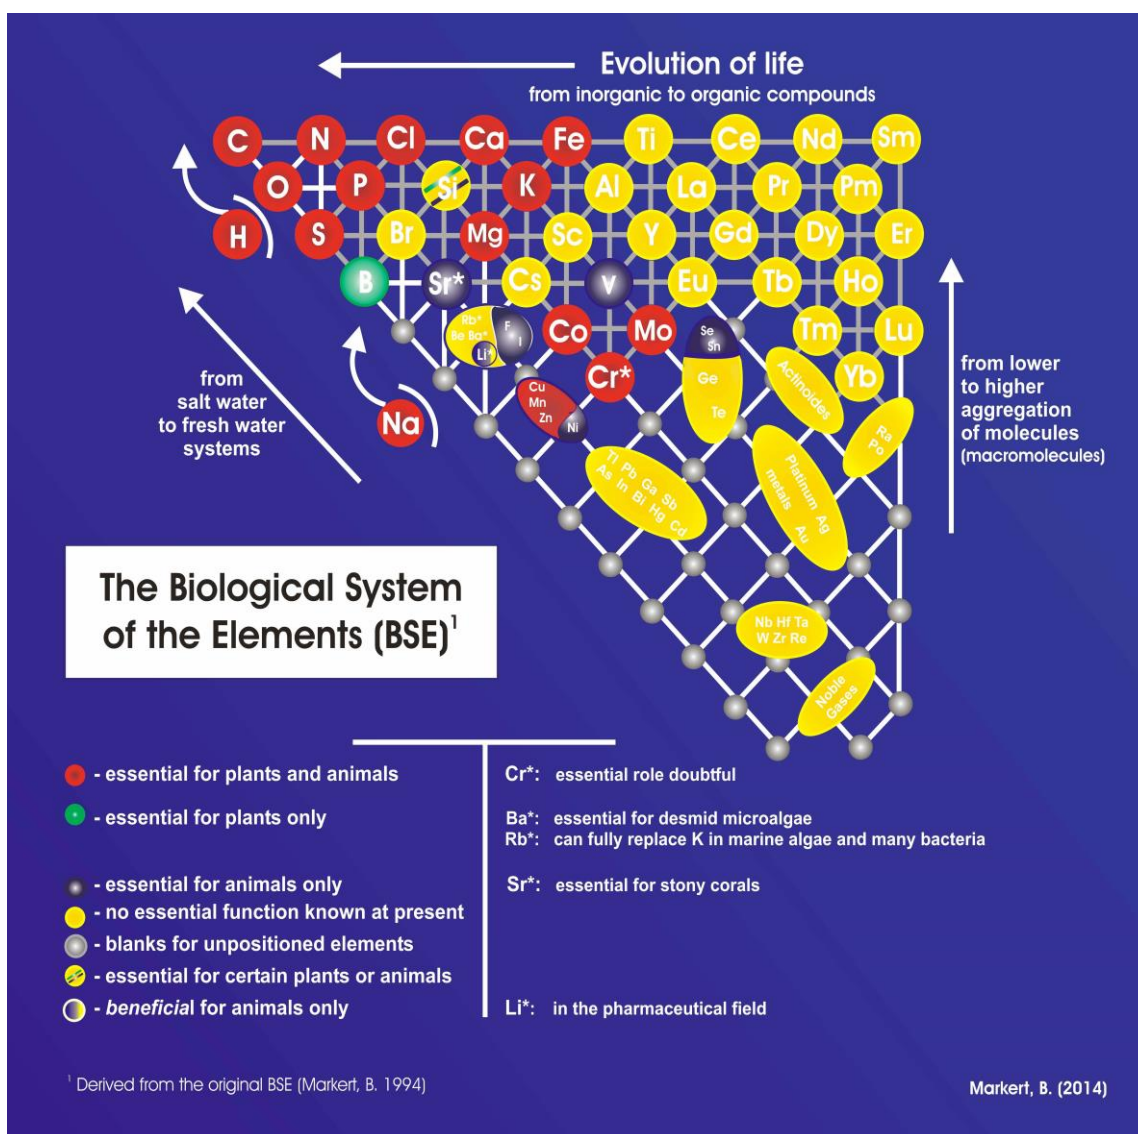 Evolution of life
from inorganic to organic compounds
C N Cl Ca Fe Ti Ce Nd Sm
O P Si K Al La Pr Pm
H S Br Mg Sc Y Gd Dy Er
B Sr* Cs V Eu Tb Ho
Rb* F
Be Ba* I
Li*
Co Mo
Se
Sn
Ge
Te
Tm Lu
Cr*
Actinoides
Yb
Na
Cu
Mn
Zn Ni
Ra
Po
Tl Pb Ga Sb
As In Bi Hg Cd
Platinum Ag
metals Au
Nb Hf Ta
W Zr Re
Noble
Gases
from
salt water
to fresh water
systems
from lower
to higher
aggregation
of molecules
(macromolecules)
The Biological System
of the Elements (BSE)¹
- essential for plants and animals
- essential for plants only
- essential for animals only
- no essential function known at present
- blanks for unpositioned elements
- essential for certain plants or animals
- beneficial for animals only
Cr*: essential role doubtful
Ba*: essential for desmid microalgae
Rb*: can fully replace K in marine algae and many bacteria
Sr*: essential for stony corals
Li*: in the pharmaceutical field
¹ Derived from the original BSE (Markert, B. 1994)
Markert, B. (2014)